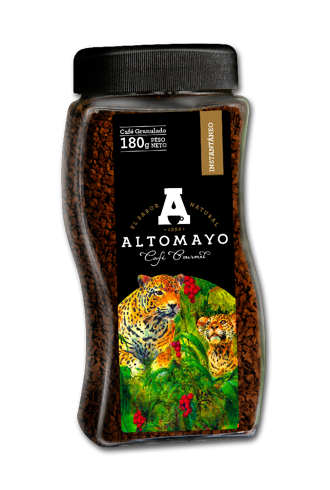 Café Granulado
180g PESO NETO
INSTANTÁNEO
A
EL SABOR NATURAL
ALTOMAYO
Café Gourmet